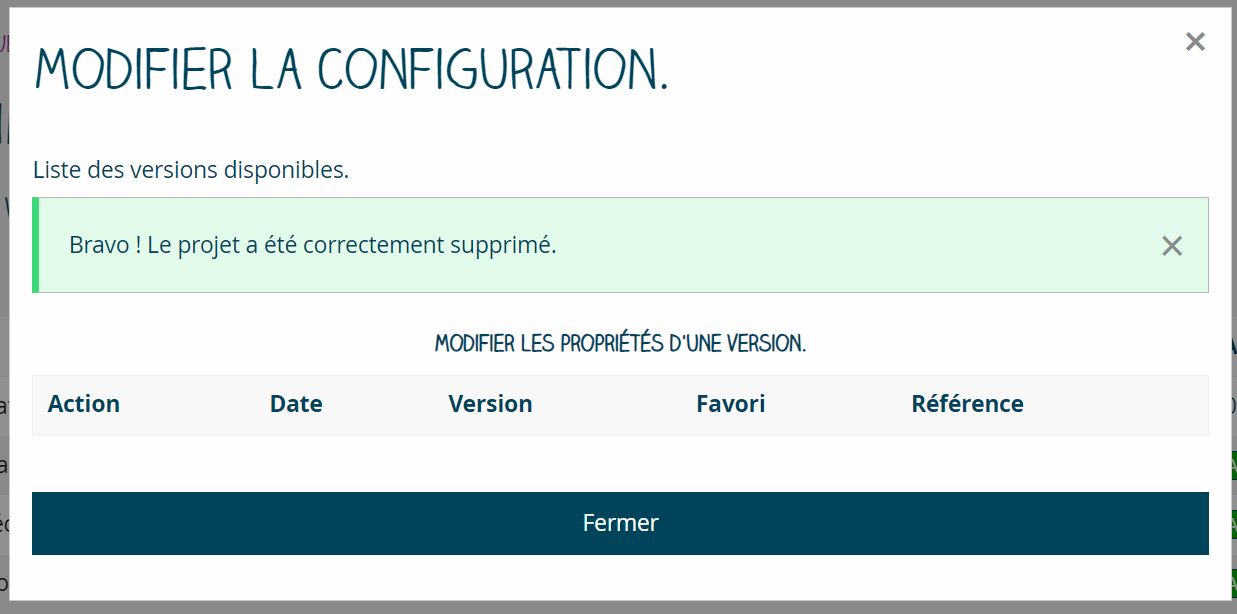 MODIFIER LA CONFIGURATION.
Liste des versions disponibles.
Bravo ! Le projet a été correctement supprimé.
MODIFIER LES PROPRIÉTÉS D'UNE VERSION.
Action Date Version Favori Référence
Fermer